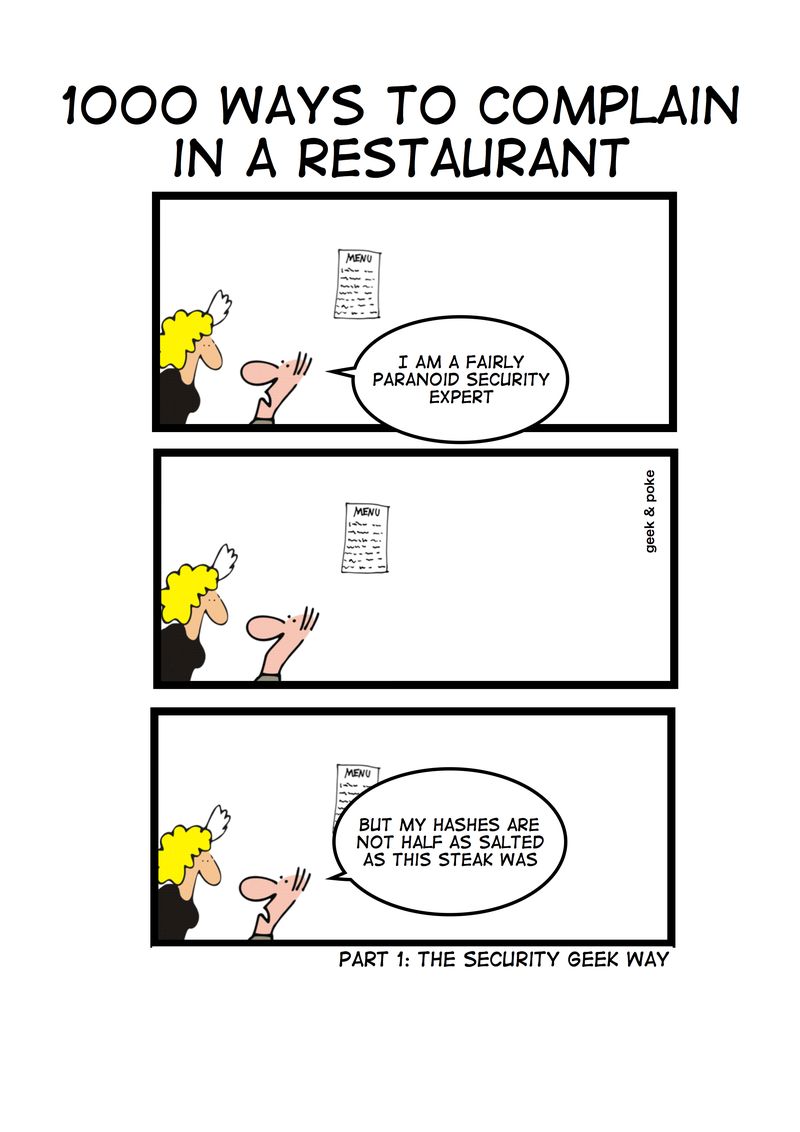 1000 WAYS TO COMPLAIN
IN A RESTAURANT
MENU
I AM A FAIRLY
PARANOID SECURITY
EXPERT
geek & poke
MENU
MENU
BUT MY HASHES ARE
NOT HALF AS SALTED
AS THIS STEAK WAS
PART 1: THE SECURITY GEEK WAY